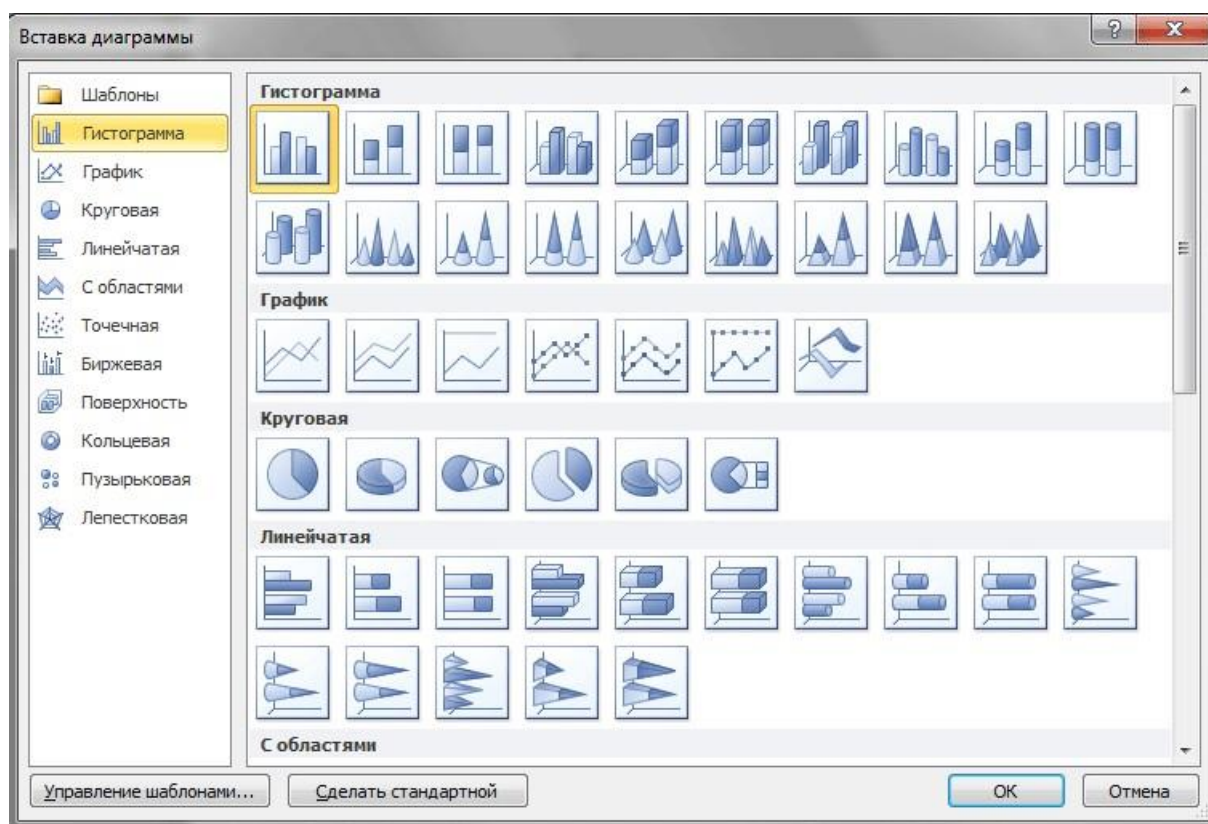 Вставка диаграммы
Шаблоны
Гистограмма
График
Круговая
Линейчатая
С областями
Точечная
Биржевая
Поверхность
Кольцевая
Пузырьковая
Лепестковая
Гистограмма
График
Круговая
Линейчатая
С областями
Управление шаблонами...
Сделать стандартной
ОК
Отмена